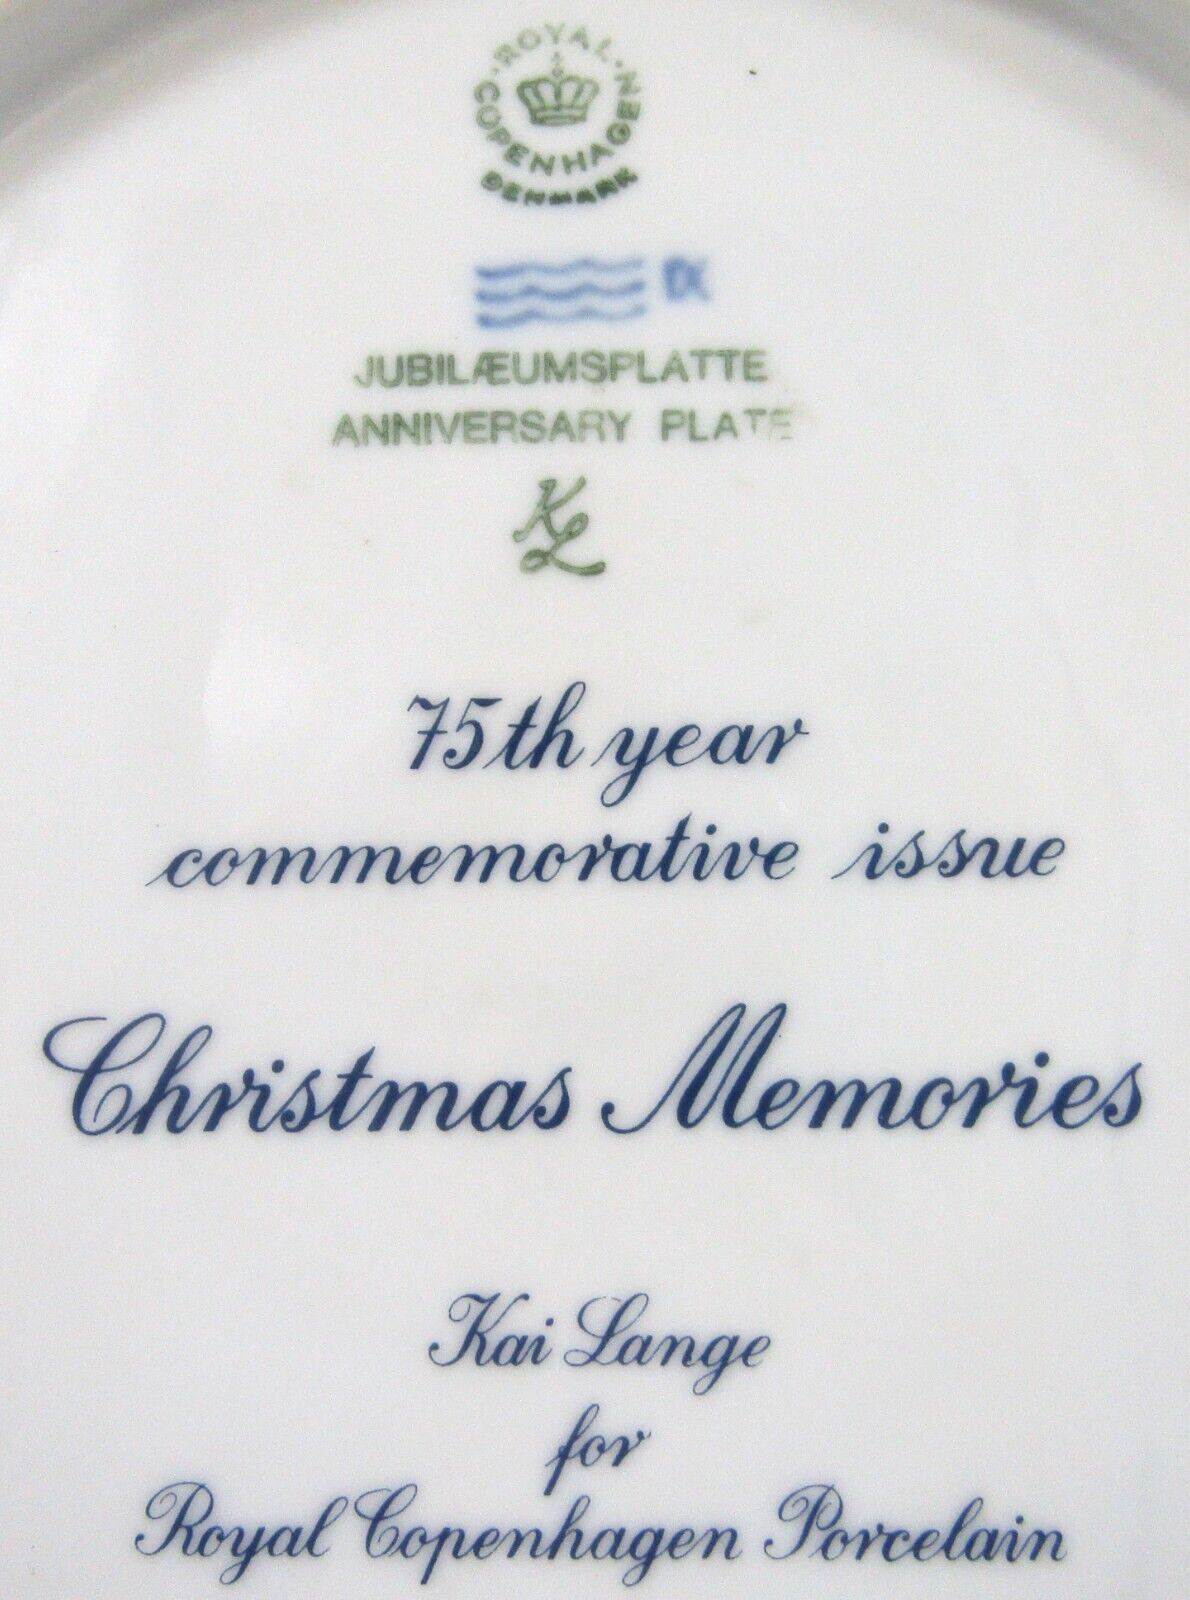 ROYAL COPENHAGEN
DENMARK
JUBILÆUMSPLATTE
ANNIVERSARY PLATE
KL
75th year
commemorative issue
Christmas Memories
Kai Lange
for
Royal Copenhagen Porcelain